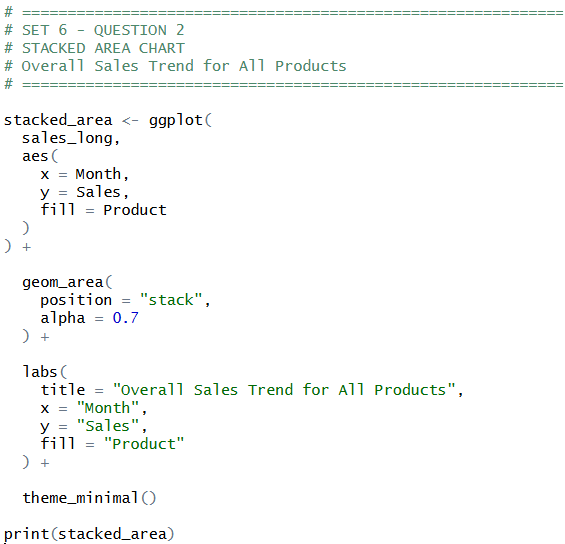 # ============================================================
# SET 6 - QUESTION 2
# STACKED AREA CHART
# Overall Sales Trend for All Products
# ============================================================
stacked_area <- ggplot(
  sales_long,
  aes(
    x = Month,
    y = Sales,
    fill = Product
  )
) +
  geom_area(
    position = "stack",
    alpha = 0.7
  ) +
  labs(
    title = "Overall Sales Trend for All Products",
    x = "Month",
    y = "Sales",
    fill = "Product"
  ) +
  theme_minimal()
print(stacked_area)